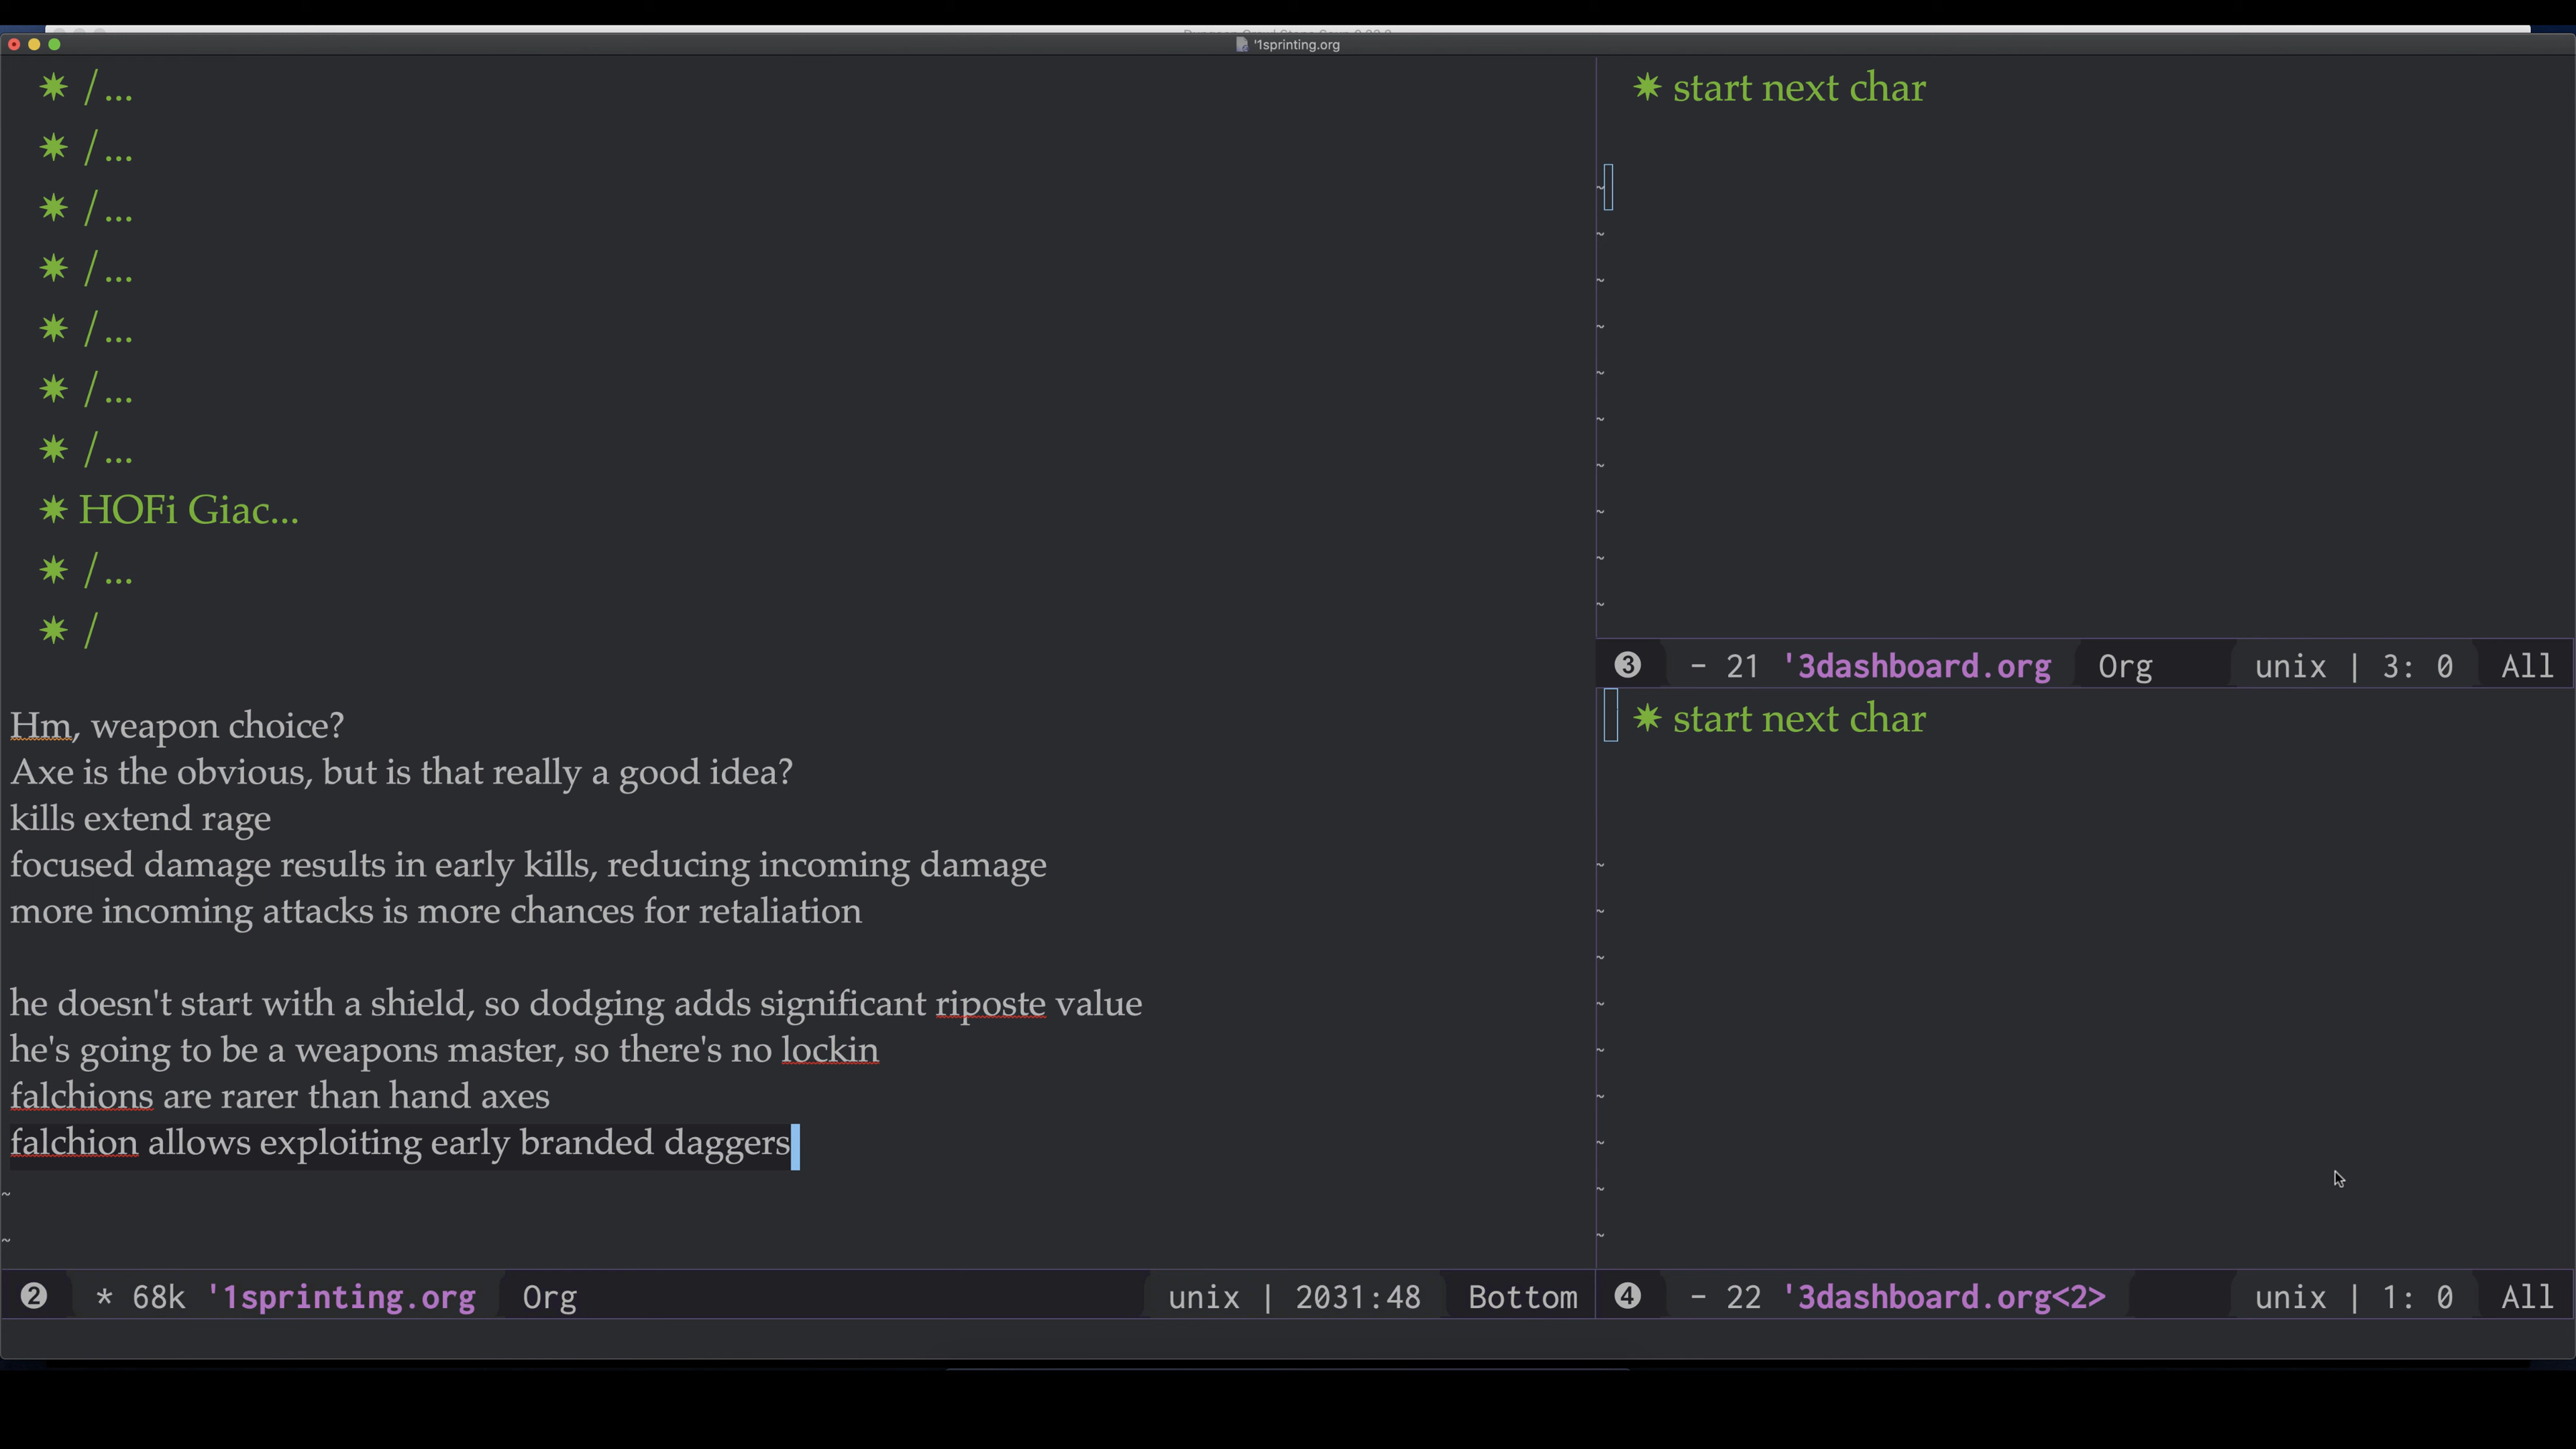 '1sprinting.org
✷ /...
✷ /...
✷ /...
✷ /...
✷ /...
✷ /...
✷ /...
✷ HOFi Giac...
✷ /...
✷ /
Hm, weapon choice?
Axe is the obvious, but is that really a good idea?
kills extend rage
focused damage results in early kills, reducing incoming damage
more incoming attacks is more chances for retaliation
he doesn't start with a shield, so dodging adds significant riposte value
he's going to be a weapons master, so there's no lockin
falchions are rarer than hand axes
falchion allows exploiting early branded daggers
~
~
❷ * 68k '1sprinting.org Org unix | 2031:48 Bottom
✷ start next char
~
~
~
~
~
~
~
~
~
~
❸ - 21 '3dashboard.org Org unix | 3: 0 All
✷ start next char
~
~
~
~
~
~
~
~
~
❹ - 22 '3dashboard.org<2> unix | 1: 0 All